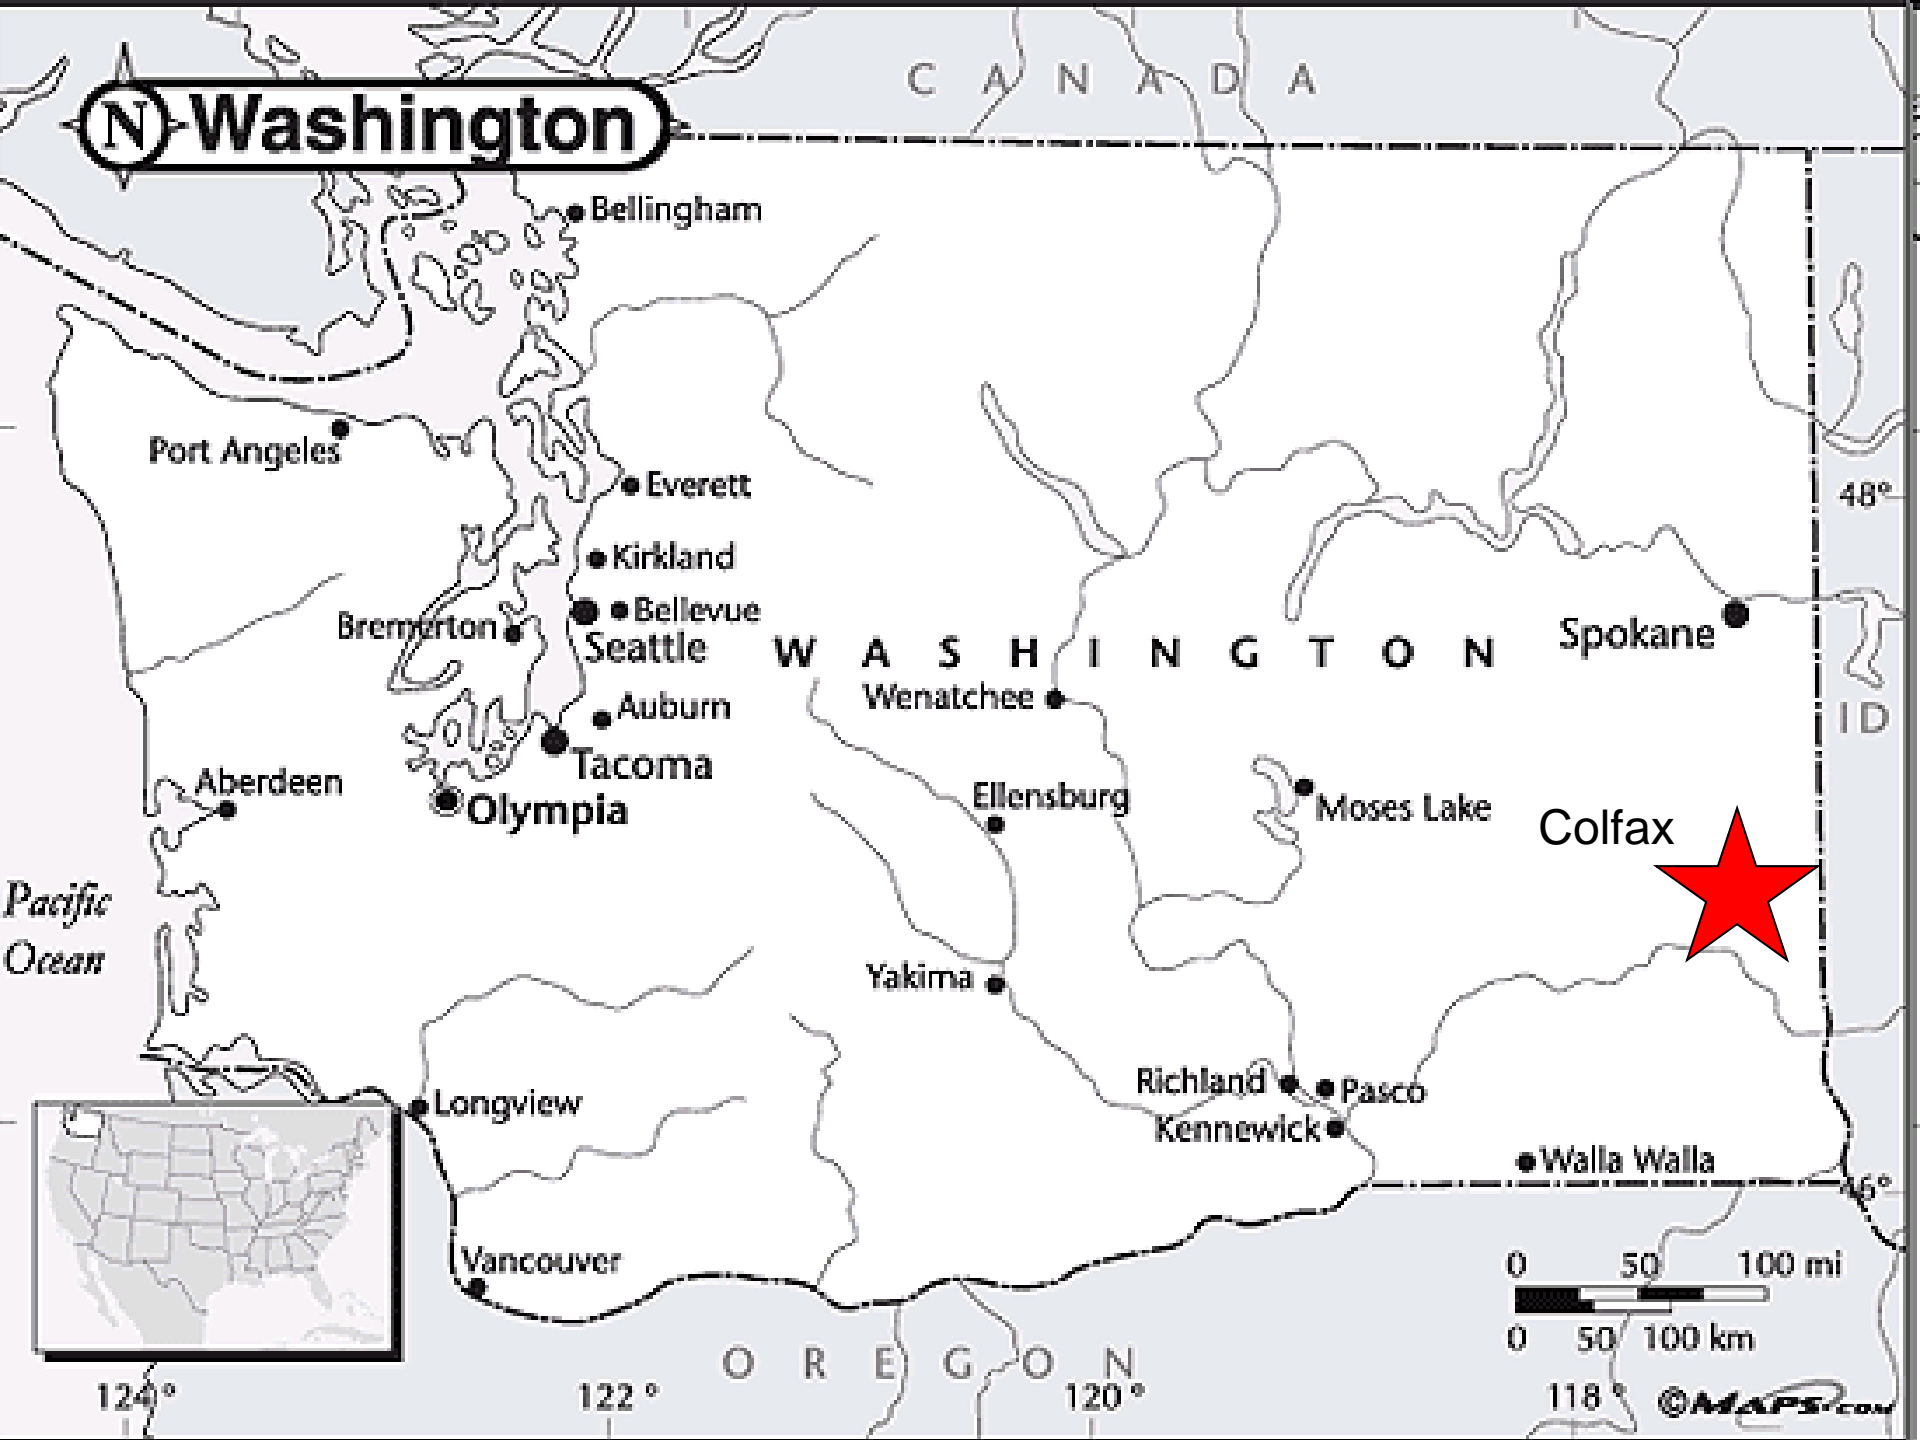 C A N A D A
N Washington
Bellingham
Port Angeles
Everett
48°
Kirkland
Bellevue
Bremerton
Seattle
Spokane
W A S H I N G T O N
Wenatchee
Auburn
ID
Tacoma
Aberdeen
Ellensburg
Olympia
Moses Lake
Colfax
Pacific
Ocean
Yakima
Richland
Pasco
Longview
Kennewick
Walla Walla
46°
Vancouver
0 50 100 mi
0 50 100 km
O R E G O N
124° 122° 120° 118°
©MAPS.com